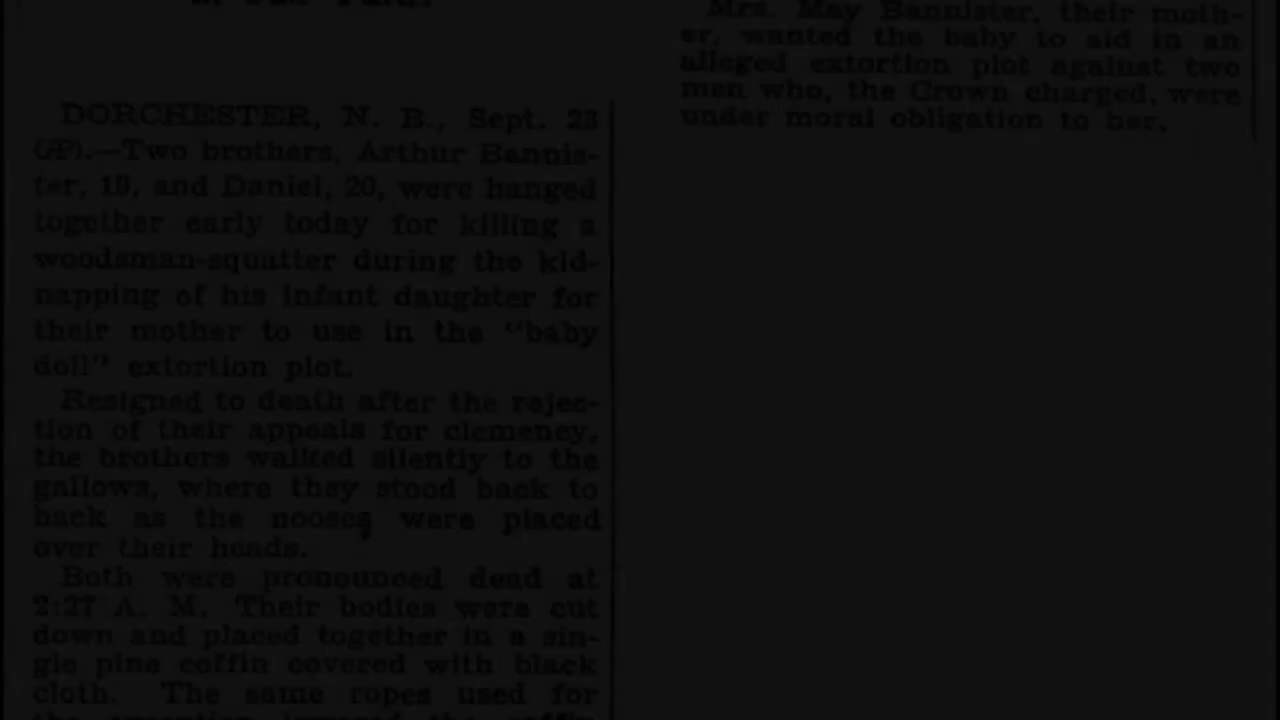 DORCHESTER, N. B., Sept. 23
(AP).—Two brothers, Arthur Bannis-
ter, 19, and Daniel, 20, were hanged
together early today for killing a
woodsman-squatter during the kid-
napping of his infant daughter for
their mother to use in the "baby
doll" extortion plot.
Resigned to death after the rejec-
tion of their appeals for clemency,
the brothers walked silently to the
gallows, where they stood back to
back as the nooses were placed
over their heads.
Both were pronounced dead at
2:27 A. M. Their bodies were cut
down and placed together in a sin-
gle pine coffin covered with black
cloth. The same ropes used for
Mrs. May Bannister, their moth-
er, wanted the baby to aid in an
alleged extortion plot against two
men who, the Crown charged, were
under moral obligation to her.